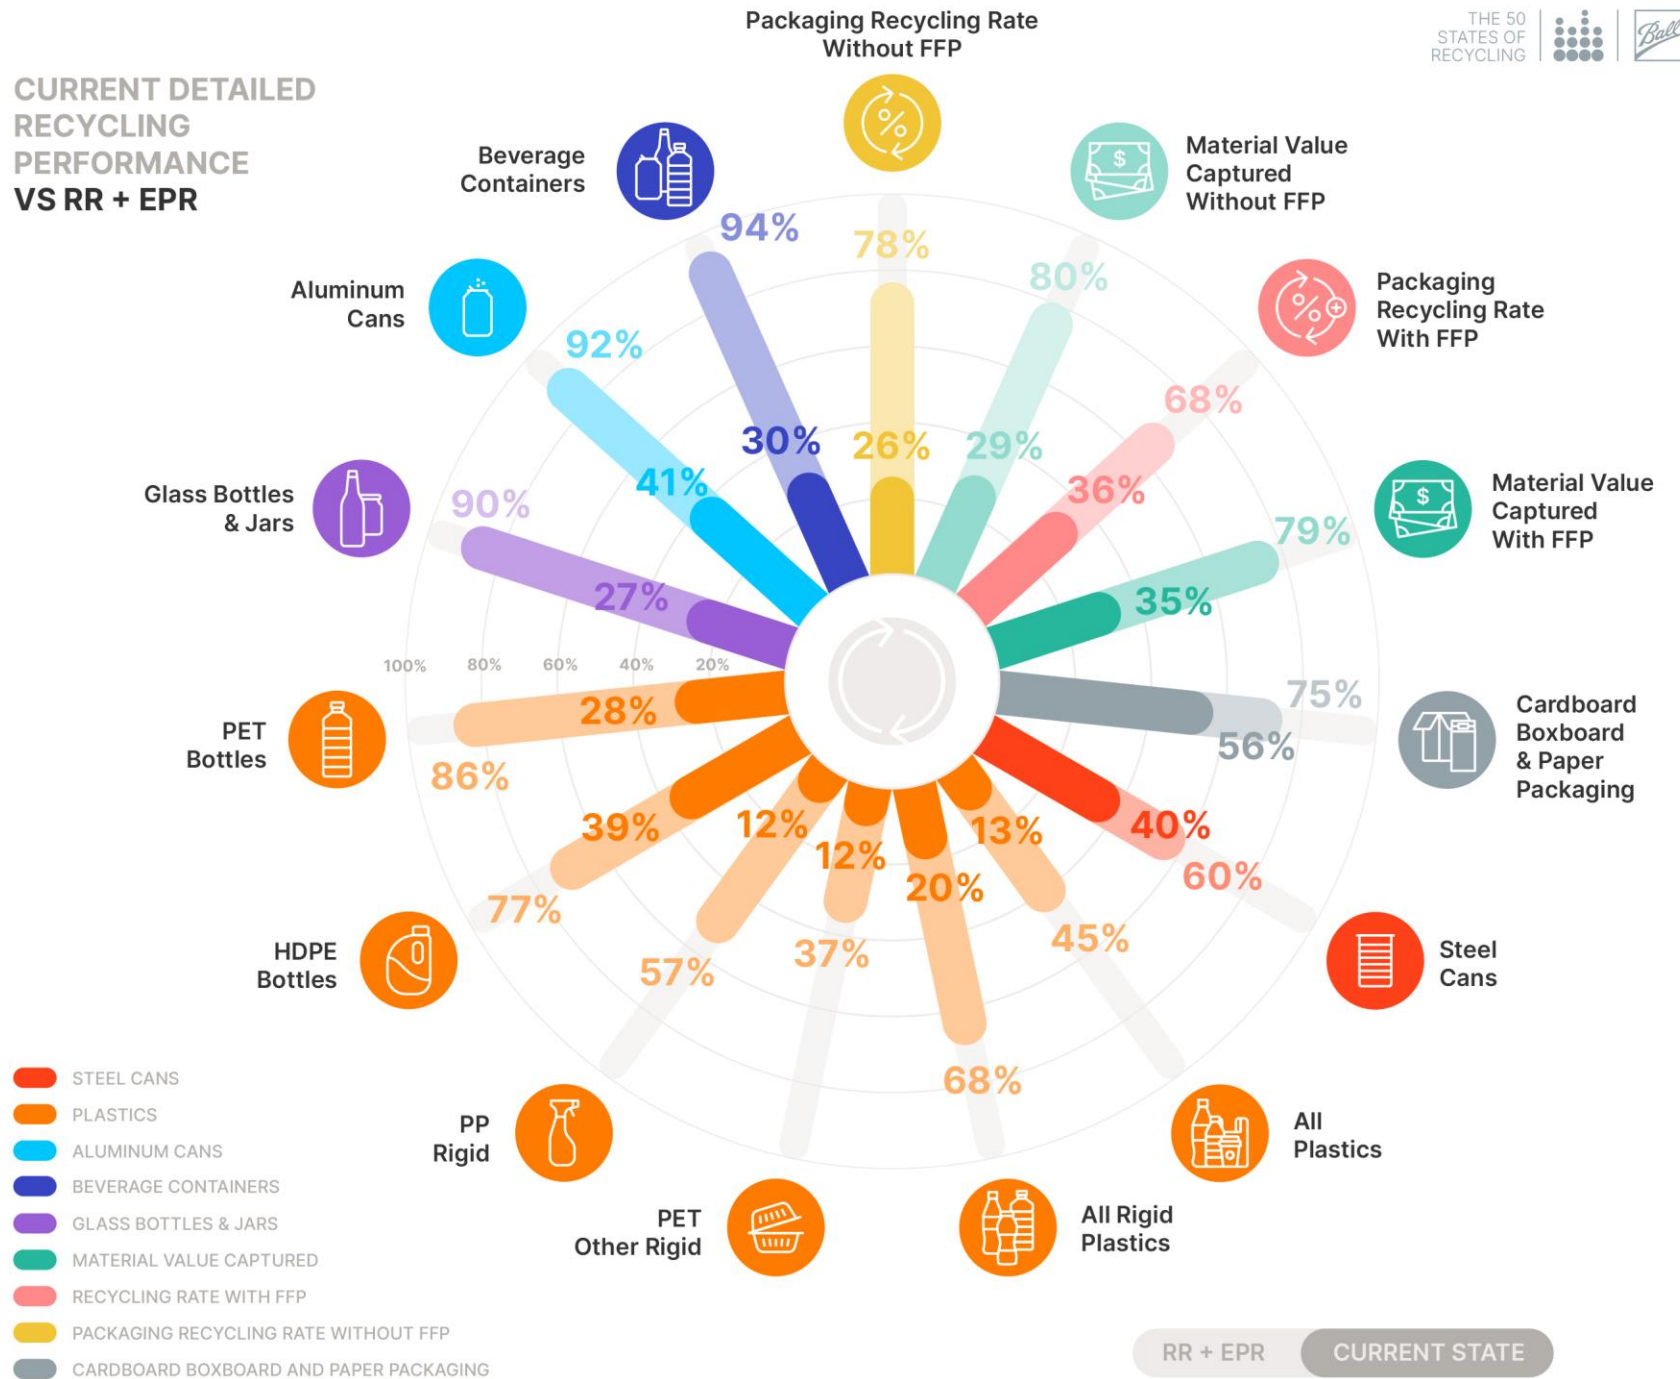 CURRENT DETAILED
RECYCLING
PERFORMANCE
VS RR + EPR
THE 50
STATES OF
RECYCLING
Ball
Packaging Recycling Rate
Without FFP
%
78%
26%
Material Value
Captured
Without FFP
$
80%
29%
Packaging
Recycling Rate
With FFP
%
68%
36%
Material Value
Captured
With FFP
$
79%
35%
Cardboard
Boxboard
& Paper
Packaging
75%
56%
Steel
Cans
40%
60%
All
Plastics
13%
45%
All Rigid
Plastics
20%
68%
PET
Other Rigid
12%
37%
PP
Rigid
12%
57%
HDPE
Bottles
39%
77%
PET
Bottles
28%
86%
Glass Bottles
& Jars
90%
27%
Aluminum
Cans
92%
41%
Beverage
Containers
94%
30%
100%
80%
60%
40%
20%
STEEL CANS
PLASTICS
ALUMINUM CANS
BEVERAGE CONTAINERS
GLASS BOTTLES & JARS
MATERIAL VALUE CAPTURED
RECYCLING RATE WITH FFP
PACKAGING RECYCLING RATE WITHOUT FFP
CARDBOARD BOXBOARD AND PAPER PACKAGING
RR + EPR
CURRENT STATE